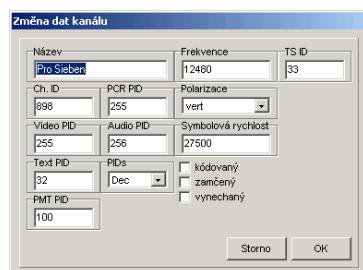 Změna dat kanálu
Název Frekvence TS ID
Pro Sieben 12480 33
Ch. ID PCR PID Polarizace
898 255 vert
Video PID Audio PID Symbolová rychlost
255 256 27500
Text PID PIDs kódovaný
32 Dec zamčený
vynechaný
PMT PID
100
Storno OK